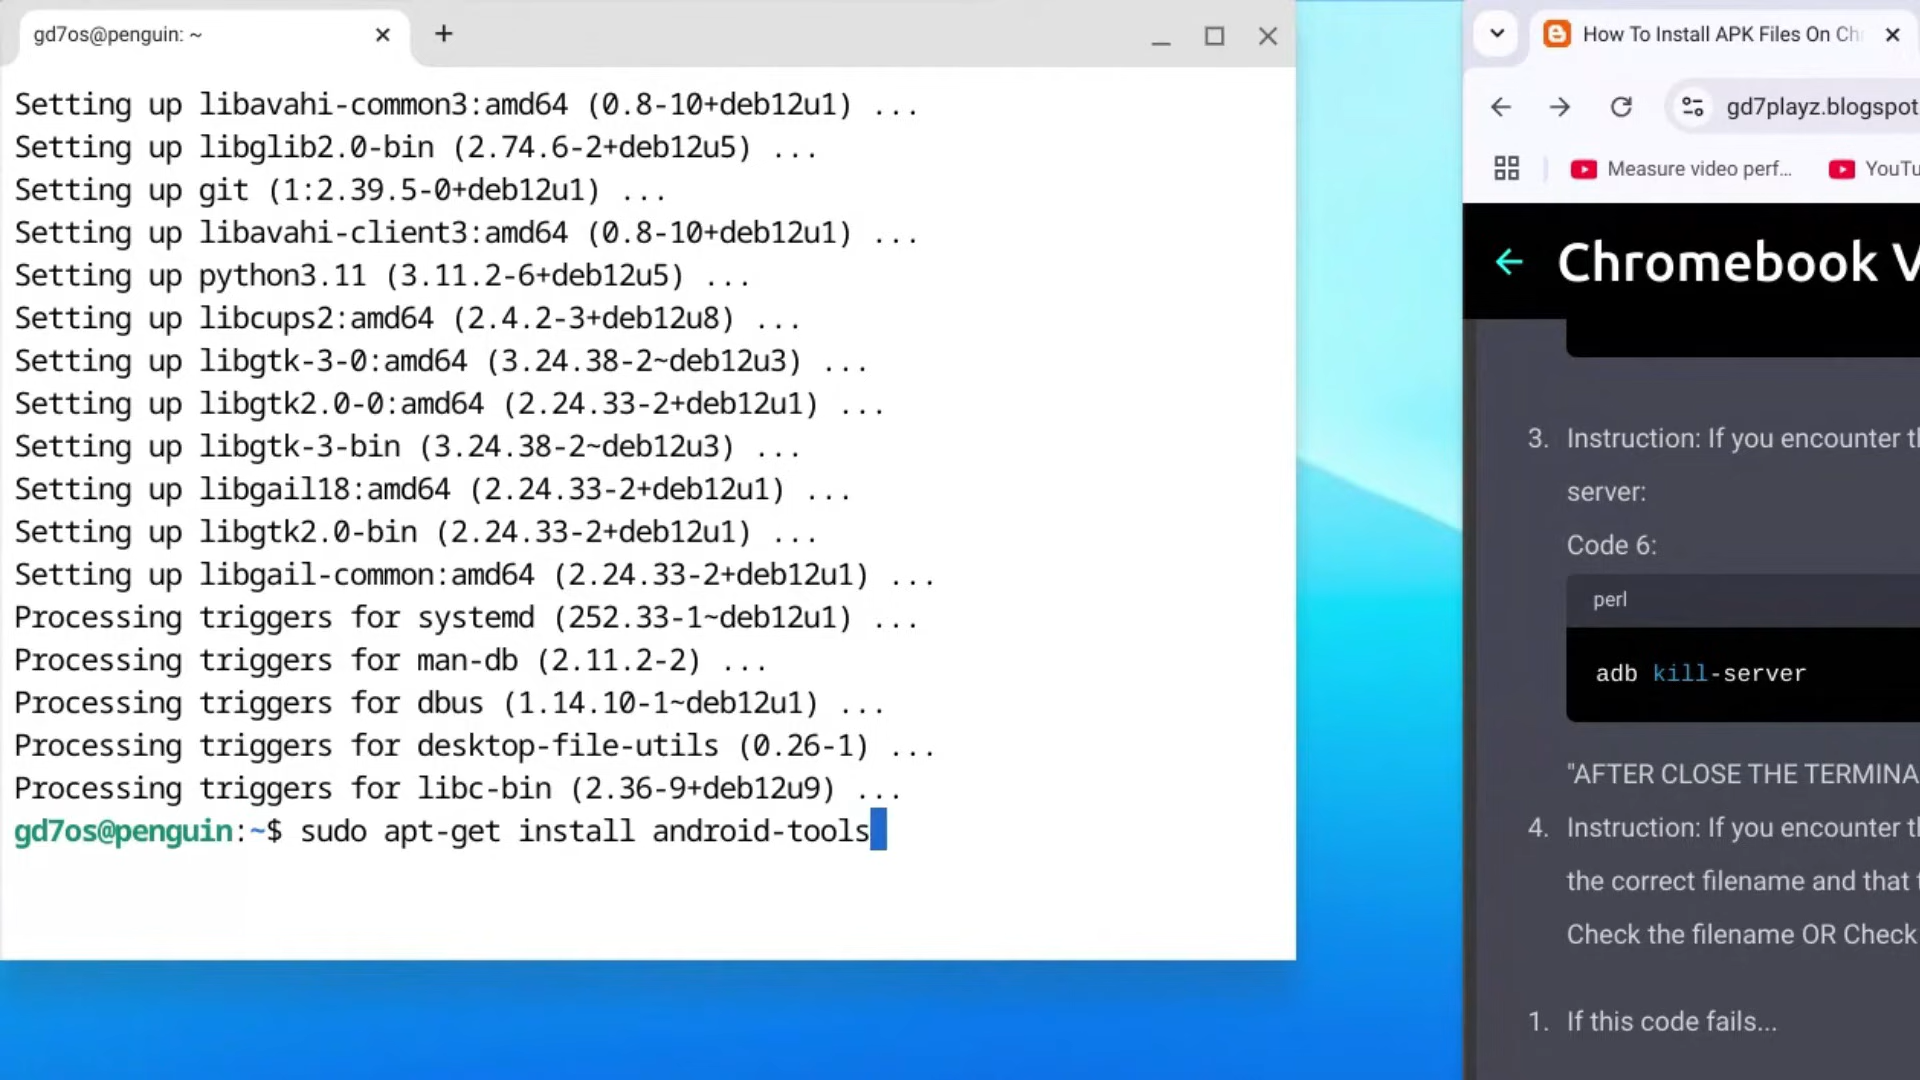 gd7os@penguin: ~
Setting up libavahi-common3:amd64 (0.8-10+deb12u1) ...
Setting up libglib2.0-bin (2.74.6-2+deb12u5) ...
Setting up git (1:2.39.5-0+deb12u1) ...
Setting up libavahi-client3:amd64 (0.8-10+deb12u1) ...
Setting up python3.11 (3.11.2-6+deb12u5) ...
Setting up libcups2:amd64 (2.4.2-3+deb12u8) ...
Setting up libgtk-3-0:amd64 (3.24.38-2~deb12u3) ...
Setting up libgtk2.0-0:amd64 (2.24.33-2+deb12u1) ...
Setting up libgtk-3-bin (3.24.38-2~deb12u3) ...
Setting up libgail18:amd64 (2.24.33-2+deb12u1) ...
Setting up libgtk2.0-bin (2.24.33-2+deb12u1) ...
Setting up libgail-common:amd64 (2.24.33-2+deb12u1) ...
Processing triggers for systemd (252.33-1~deb12u1) ...
Processing triggers for man-db (2.11.2-2) ...
Processing triggers for dbus (1.14.10-1~deb12u1) ...
Processing triggers for desktop-file-utils (0.26-1) ...
Processing triggers for libc-bin (2.36-9+deb12u9) ...
gd7os@penguin:~$ sudo apt-get install android-tools
How To Install APK Files On Ch
gd7playz.blogspot
Measure video perf... YouTu
Chromebook V
3. Instruction: If you encounter th
server:
Code 6:
perl
adb kill-server
"AFTER CLOSE THE TERMINA
4. Instruction: If you encounter th
the correct filename and that t
Check the filename OR Check
1. If this code fails...